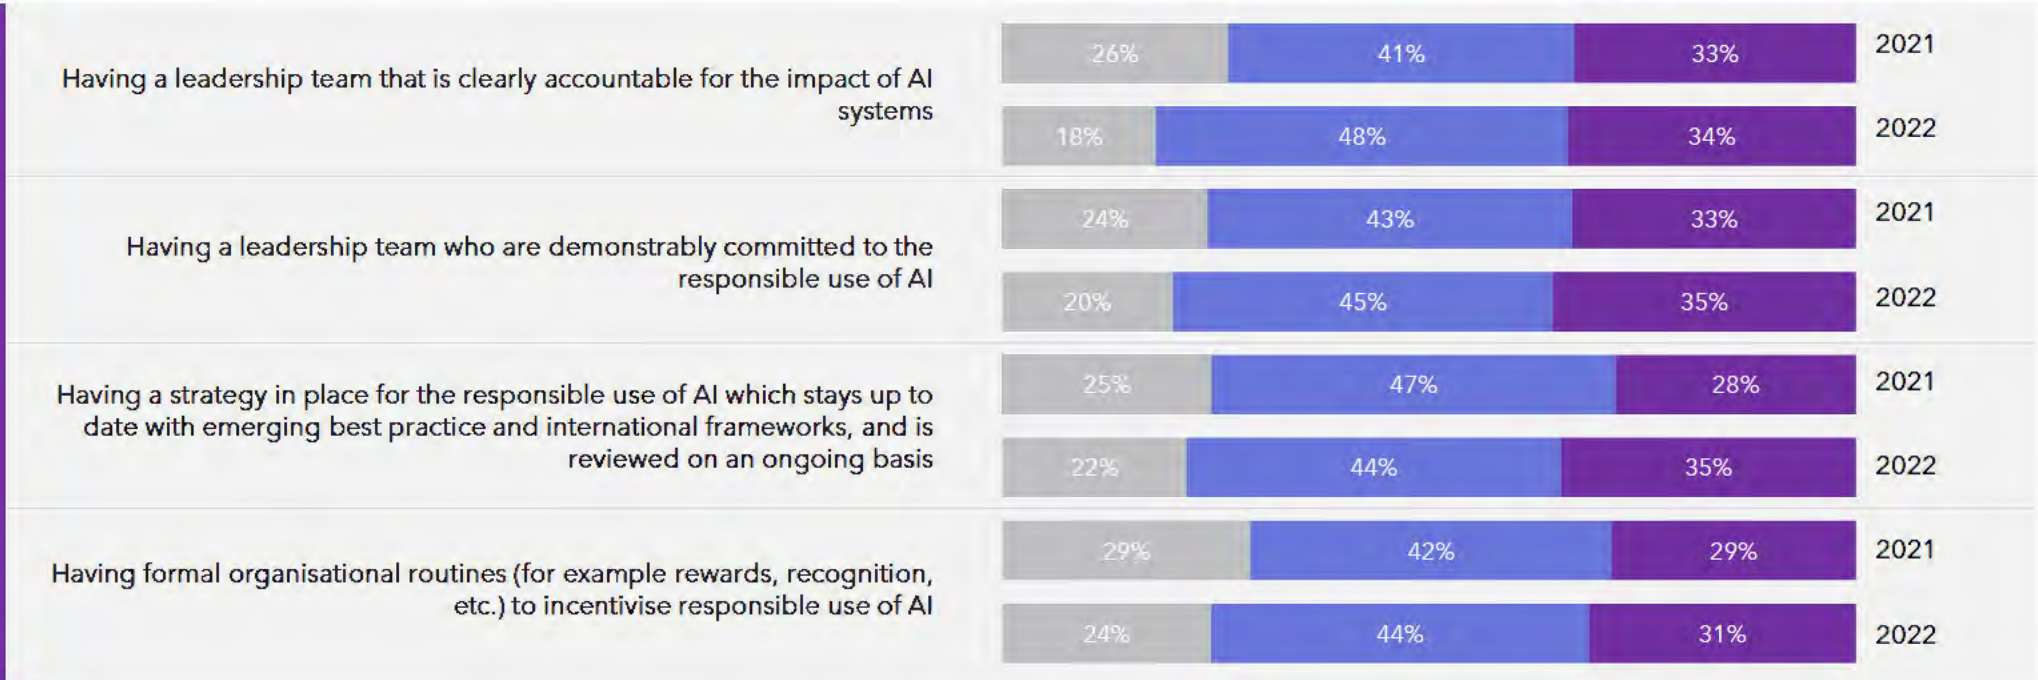 26% 41% 33% 2021
Having a leadership team that is clearly accountable for the impact of AI
systems
18% 48% 34% 2022
24% 43% 33% 2021
Having a leadership team who are demonstrably committed to the
responsible use of AI
20% 45% 35% 2022
25% 47% 28% 2021
Having a strategy in place for the responsible use of AI which stays up to
date with emerging best practice and international frameworks, and is
reviewed on an ongoing basis
22% 44% 35% 2022
29% 42% 29% 2021
Having formal organisational routines (for example rewards, recognition,
etc.) to incentivise responsible use of AI
24% 44% 31% 2022